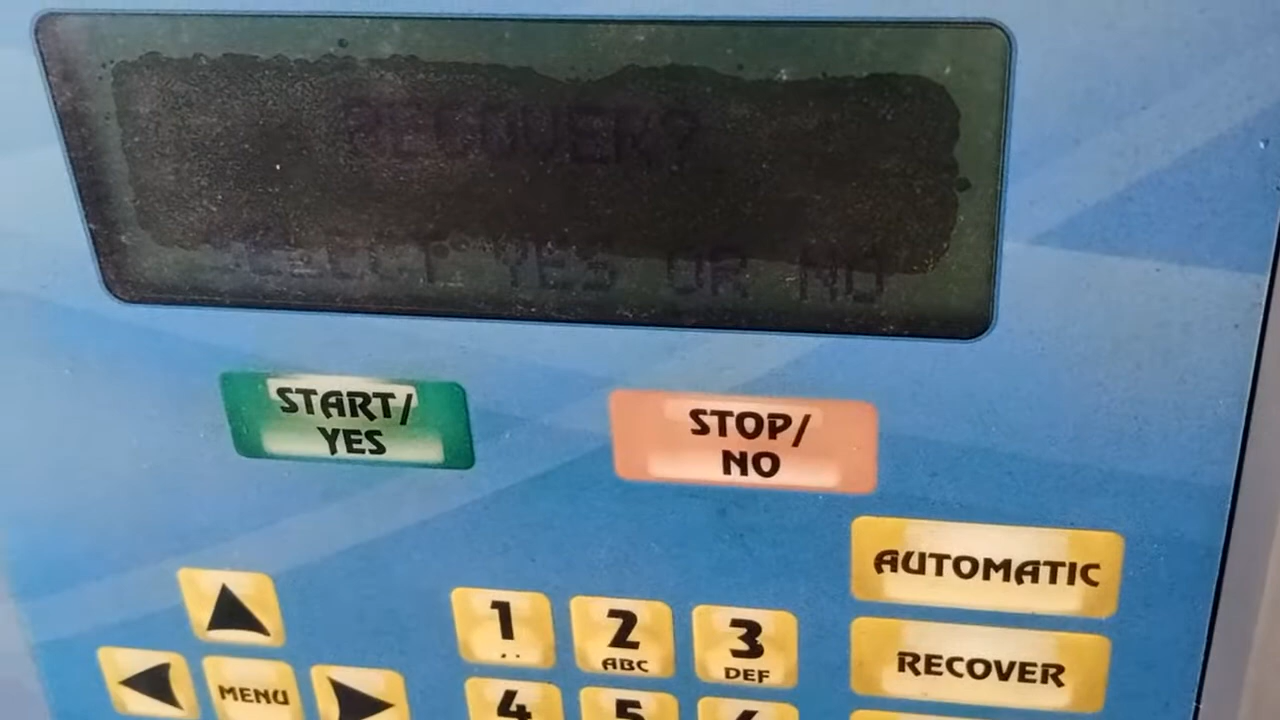 RECOVER?
SELECT YES OR NO
START/
YES
STOP/
NO
AUTOMATIC
1
2
3
ABC
DEF
RECOVER
MENU
4
5